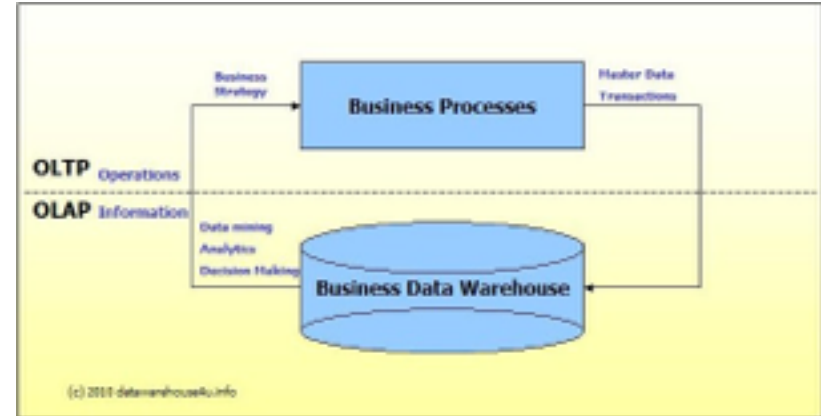 Business
Strategy
Business Processes
Master Data
Transactions
OLTP Operations
OLAP Information
Data mining
Analytics
Decision Making
Business Data Warehouse
(c) 2010 datawarehouse4u.info